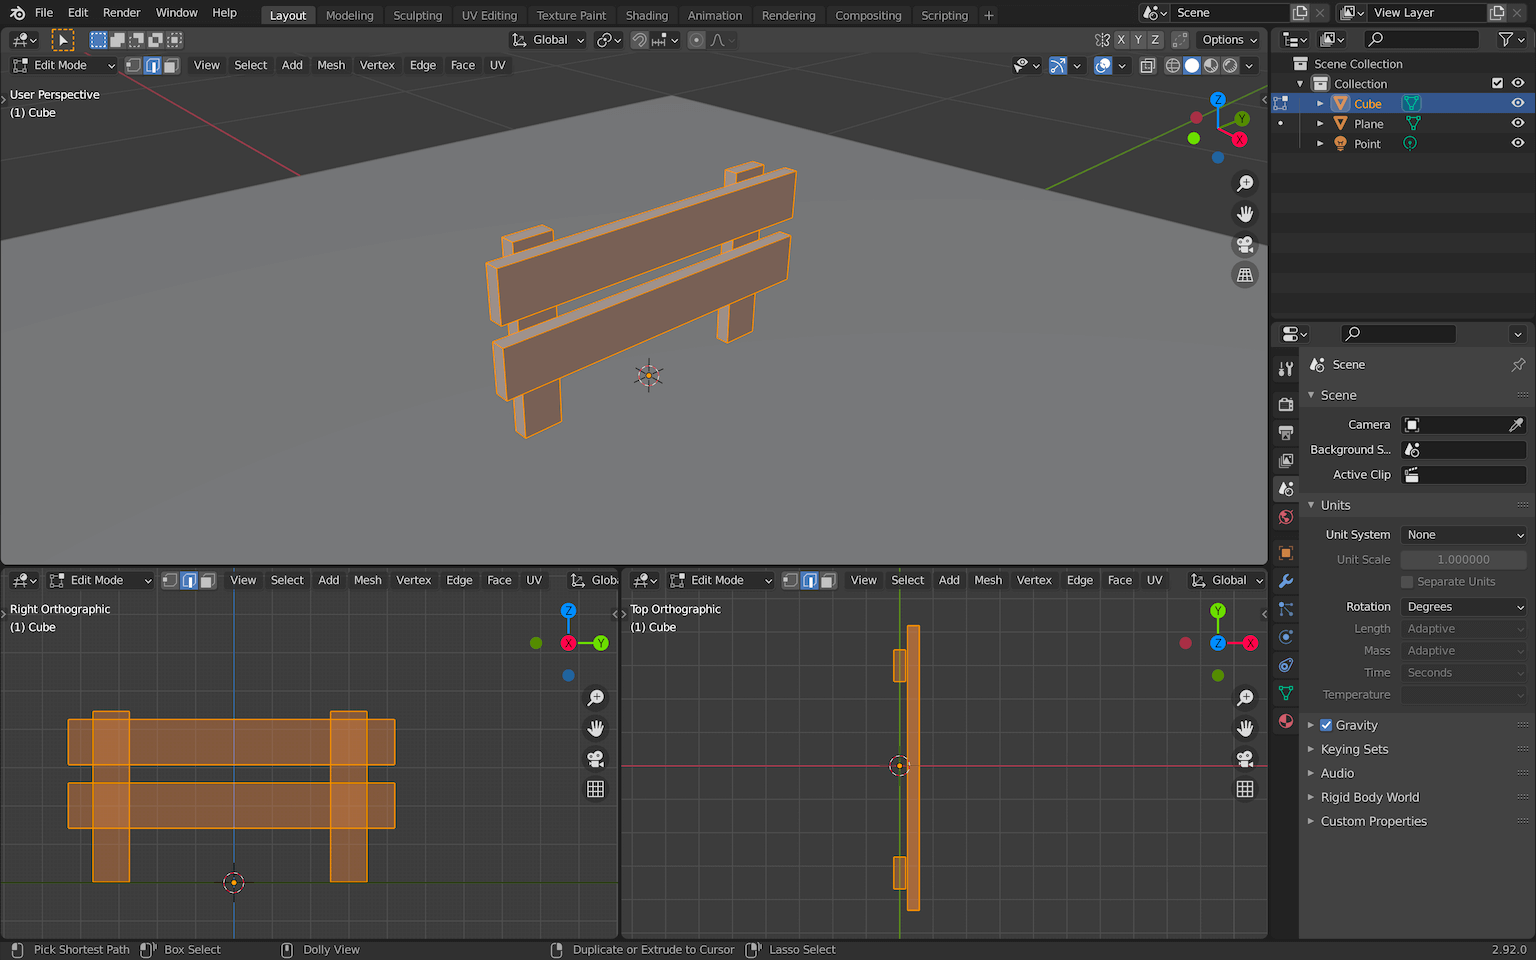 File Edit Render Window Help Layout Modeling Sculpting UV Editing Texture Paint Shading Animation Rendering Compositing Scripting + Scene View Layer
Global X Y Z Options
Edit Mode View Select Add Mesh Vertex Edge Face UV
User Perspective
(1) Cube
Z
Y
X
Scene Collection
Collection
Cube
Plane
Point
Scene
Scene
Camera
Background S...
Active Clip
Units
Unit System None
Unit Scale 1.000000
Separate Units
Rotation Degrees
Length Adaptive
Mass Adaptive
Time Seconds
Temperature
Gravity
Keying Sets
Audio
Rigid Body World
Custom Properties
Edit Mode View Select Add Mesh Vertex Edge Face UV Globa
Right Orthographic
(1) Cube
Z
X Y
Edit Mode View Select Add Mesh Vertex Edge Face UV Global
Top Orthographic
(1) Cube
Y
Z X
Pick Shortest Path Box Select Dolly View Duplicate or Extrude to Cursor Lasso Select 2.92.0